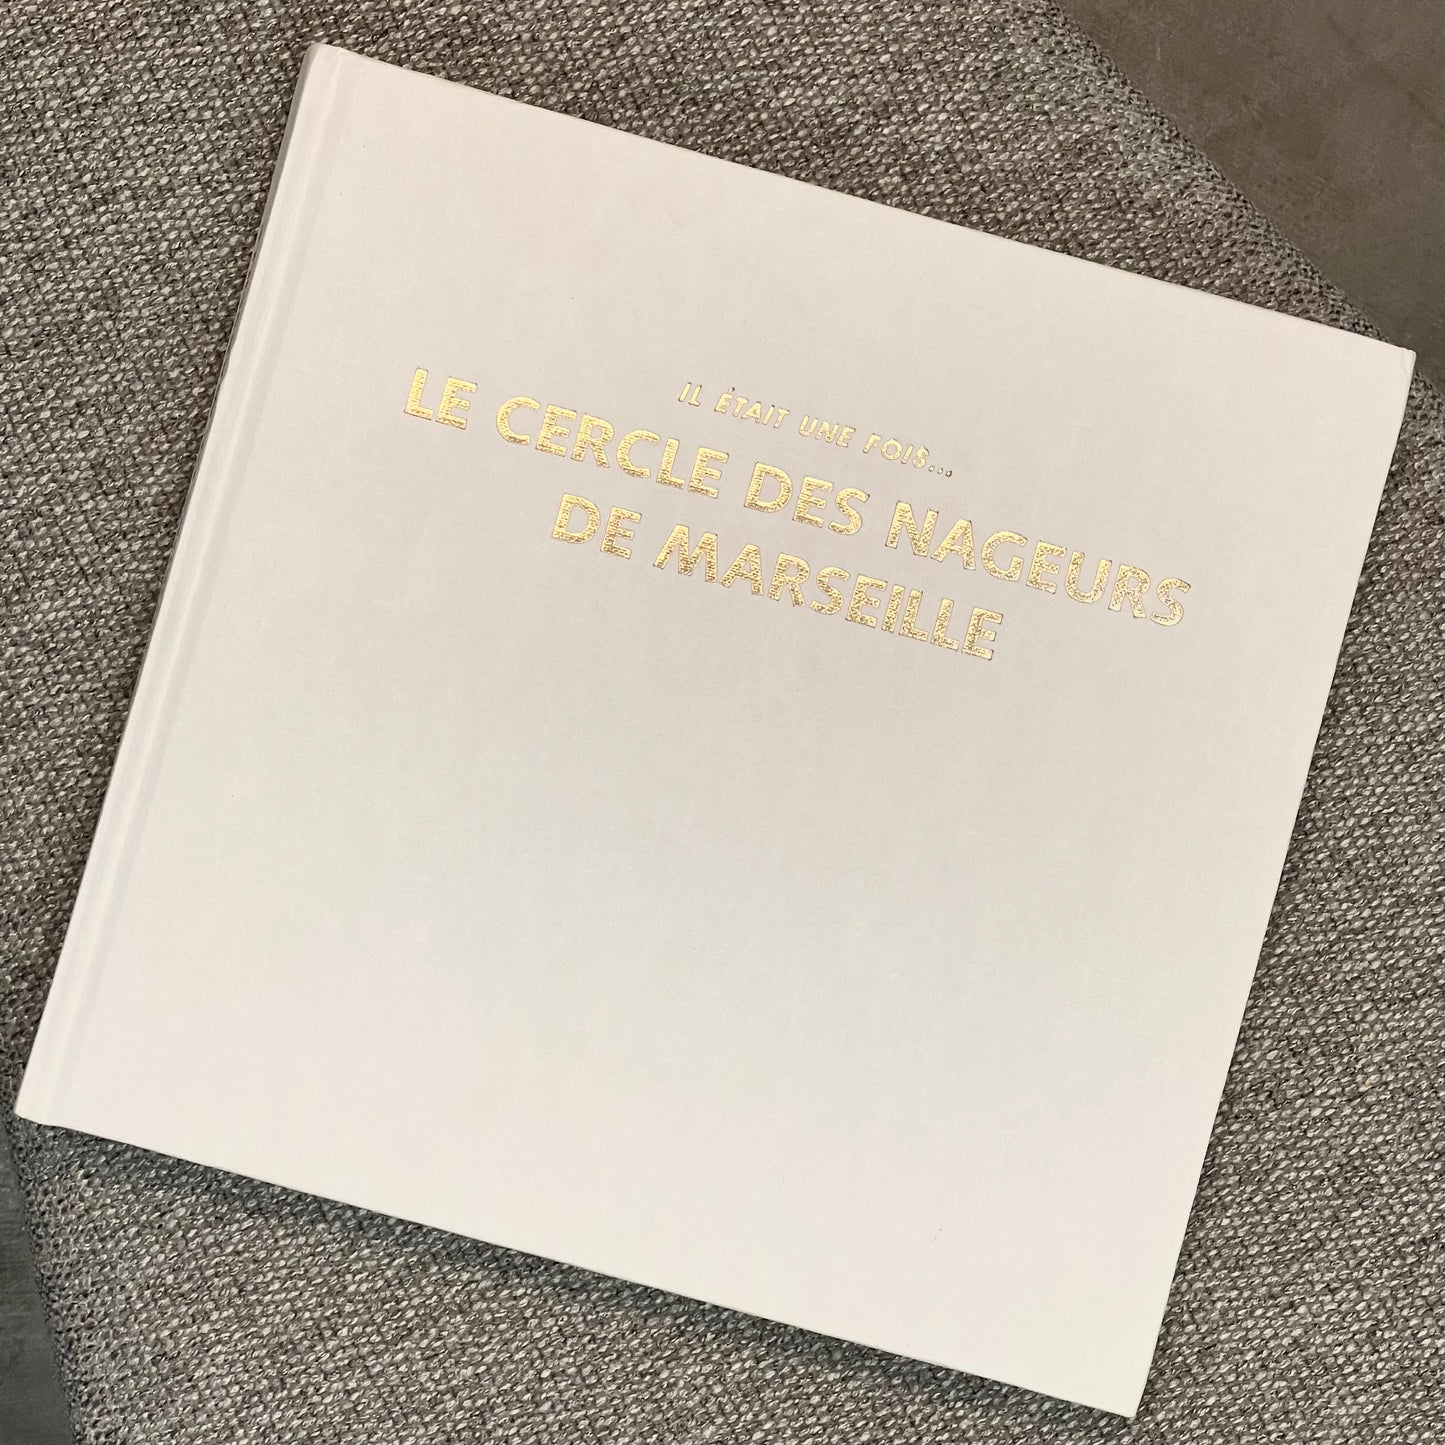 IL ÉTAIT UNE FOIS...
LE CERCLE DES NAGEURS
DE MARSEILLE